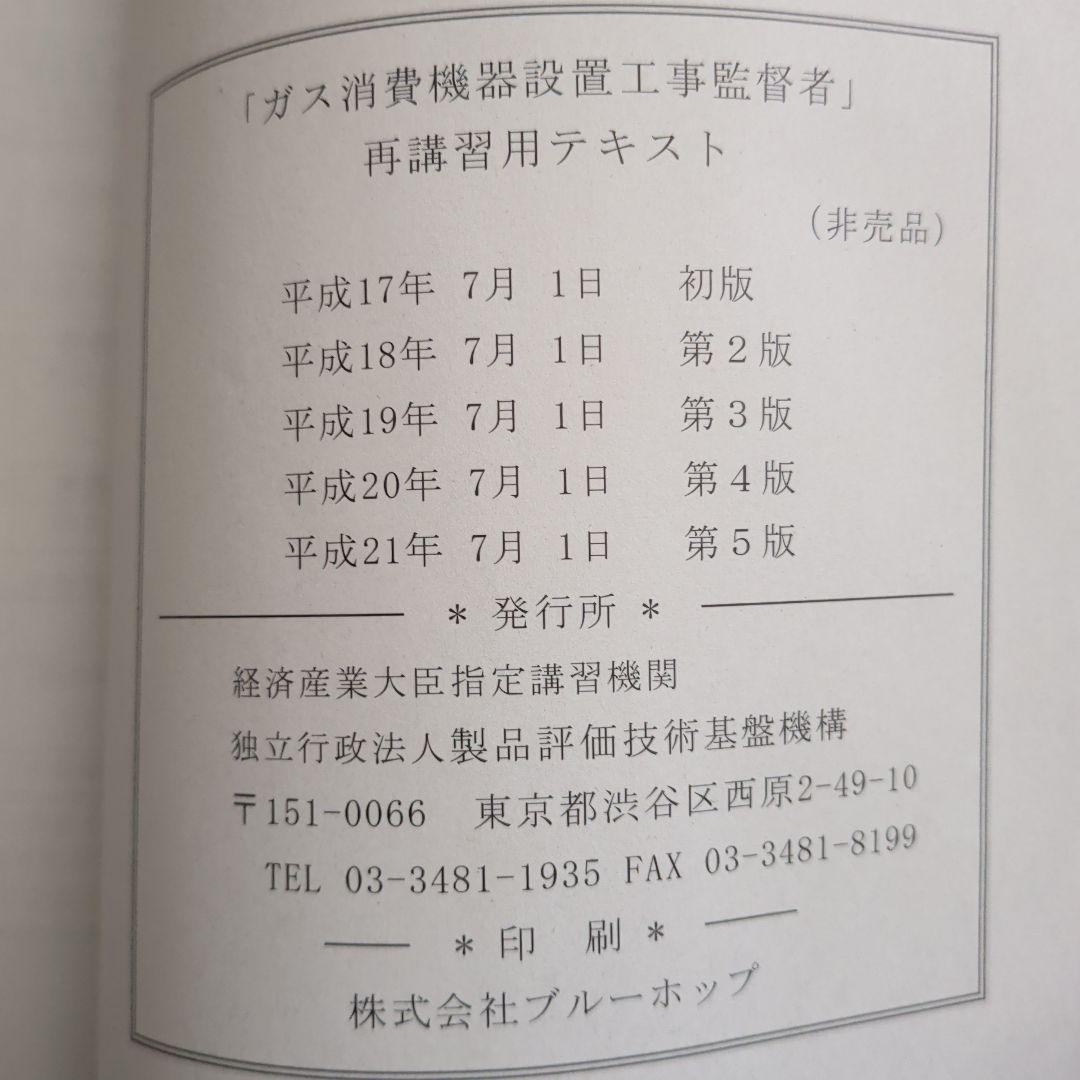 「ガス消費機器設置工事監督者」
再講習用テキスト
(非売品)
平成17年 7月 1日 初版
平成18年 7月 1日 第2版
平成19年 7月 1日 第3版
平成20年 7月 1日 第4版
平成21年 7月 1日 第5版
* 発行所 *
経済産業大臣指定講習機関
独立行政法人製品評価技術基盤機構
〒151-0066 東京都渋谷区西原2-49-10
TEL 03-3481-1935 FAX 03-3481-8199
* 印 刷 *
株式会社ブルーホップ